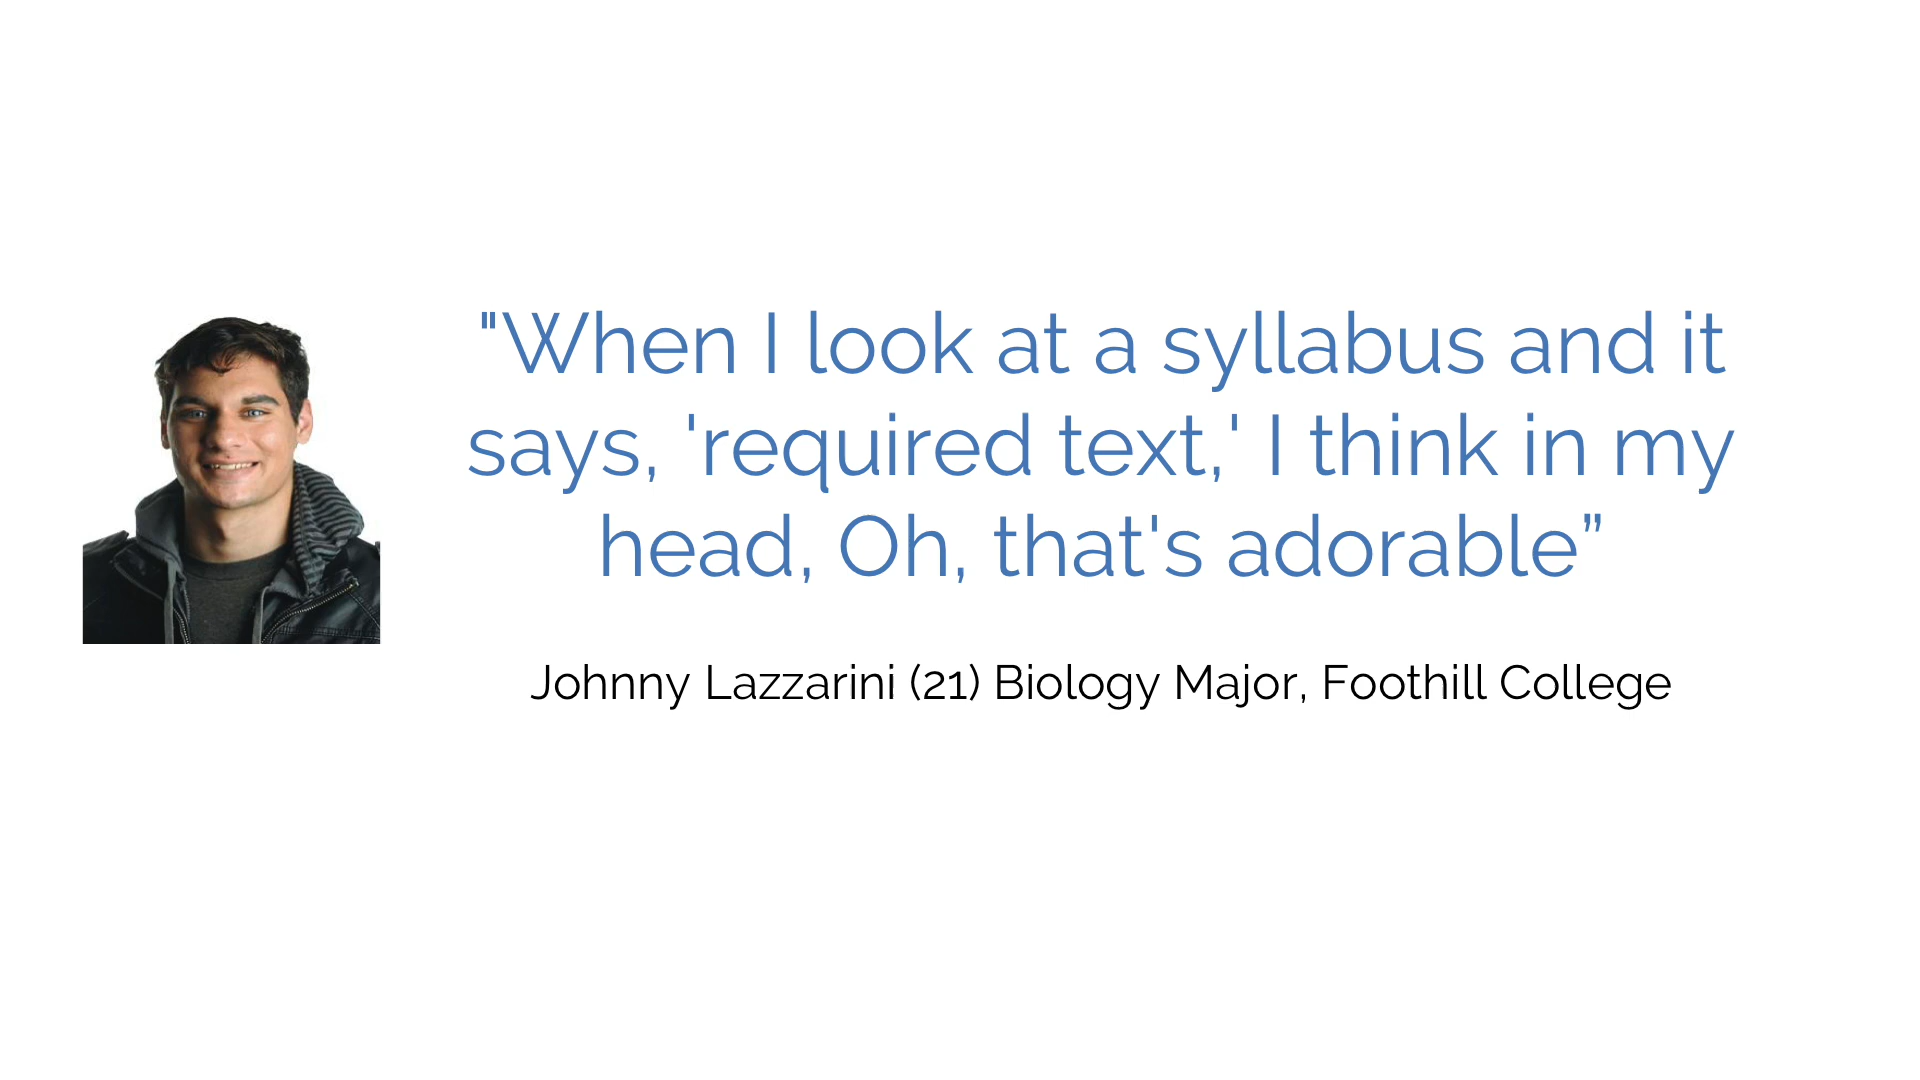 "When I look at a syllabus and it
says, 'required text,' I think in my
head, Oh, that's adorable”
Johnny Lazzarini (21) Biology Major, Foothill College